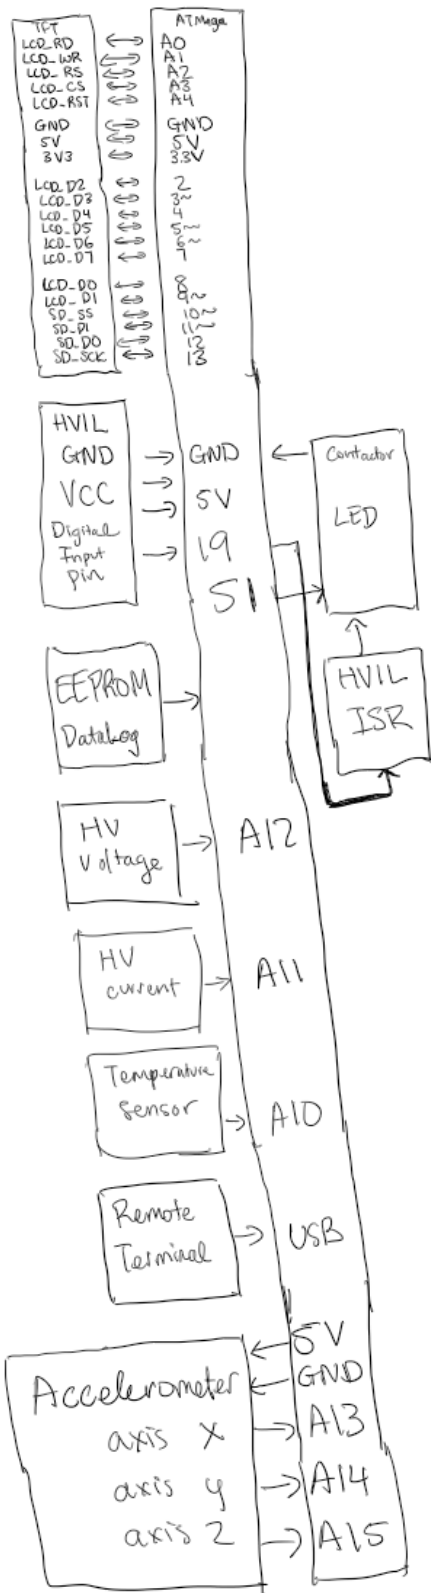 TFT ATMega
LCD_RD A0
LCD_WR A1
LCD_RS A2
LCD_CS A3
LCD_RST A4
GND GND
5V 5V
3V3 3.3V
LCD_D2 2
LCD_D3 3~
LCD_D4 4
LCD_D5 5~
LCD_D6 6~
LCD_D7 7
LCD_D0 8
LCD_D1 9~
SD_SS 10~
SD_DI 11~
SD_DO 12
SD_SCK 13
HVIL
GND GND
VCC 5V
Digital
Input 19
pin
51
Contactor
LED
HVIL
ISR
EEPROM
Datalog
HV
Voltage A12
HV
current A11
Temperature
Sensor A10
Remote
Terminal USB
5V
Accelerometer GND
axis X A13
axis y A14
axis Z A15